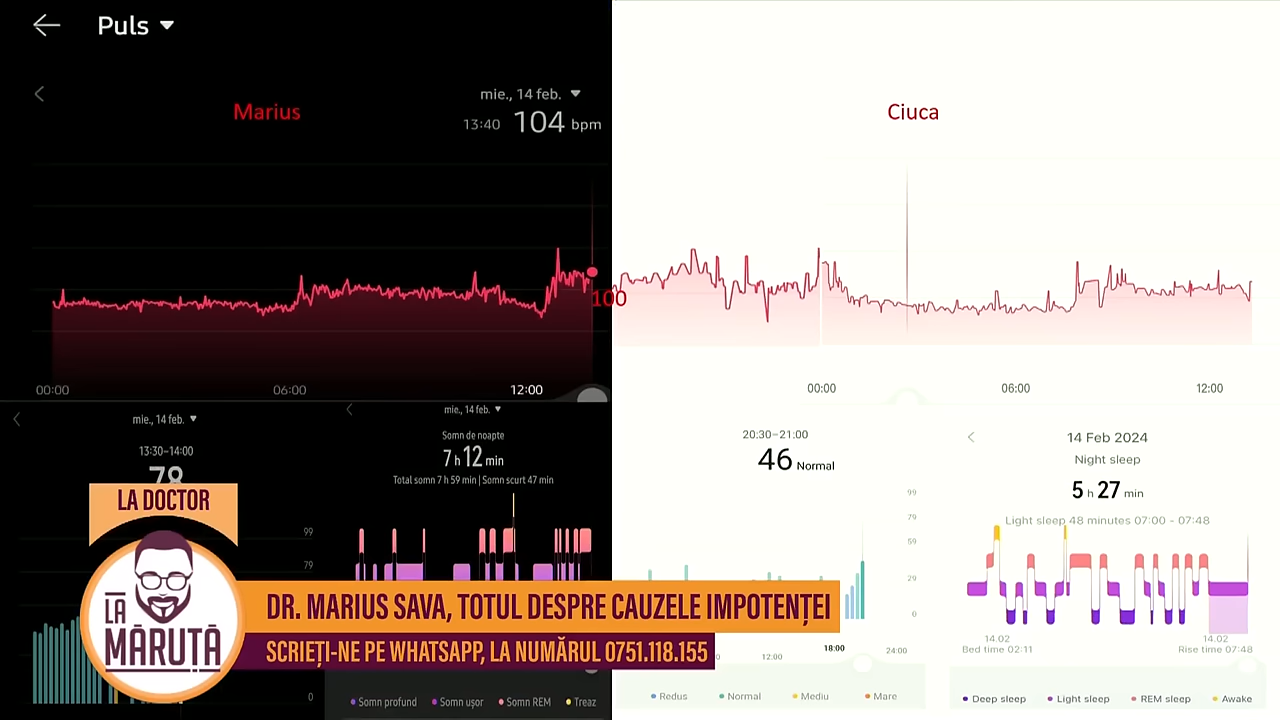 Puls
Marius
mie., 14 feb.
13:40 104 bpm
00:00 06:00 12:00
Ciuca
100
00:00 06:00 12:00
mie., 14 feb.
13:30–14:00
78
99
79
0
mie., 14 feb.
Somn de noapte
7 h 12 min
Total somn 7 h 59 min | Somn scurt 47 min
Somn profund Somn ușor Somn REM Treaz
20:30–21:00
46 Normal
99
79
59
29
0
12:00 18:00 24:00
Redus Normal Mediu Mare
14 Feb 2024
Night sleep
5 h 27 min
Light sleep 48 minutes 07:00 - 07:48
14.02 14.02
Bed time 02:11 Rise time 07:48
Deep sleep Light sleep REM sleep Awake
LA DOCTOR
LA
MĂRUȚĂ
DR. MARIUS SAVA, TOTUL DESPRE CAUZELE IMPOTENȚEI
SCRIEȚI-NE PE WHATSAPP, LA NUMĂRUL 0751.118.155